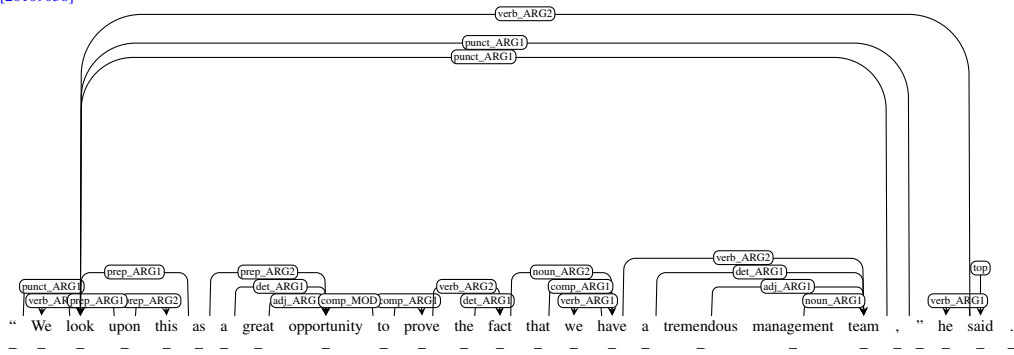 verb_ARG2
punct_ARG1
punct_ARG1
verb_ARG2
prep_ARG1 prep_ARG2 noun_ARG2 det_ARG1 top
punct_ARG1 det_ARG1 verb_ARG2 comp_ARG1 adj_ARG1
prep_ARG1 comp_MOD comp_ARG1 det_ARG1 verb_ARG1 noun_ARG1 verb_ARG1
“ We look upon this as a great opportunity to prove the fact that we have a tremendous management team , ” he said .